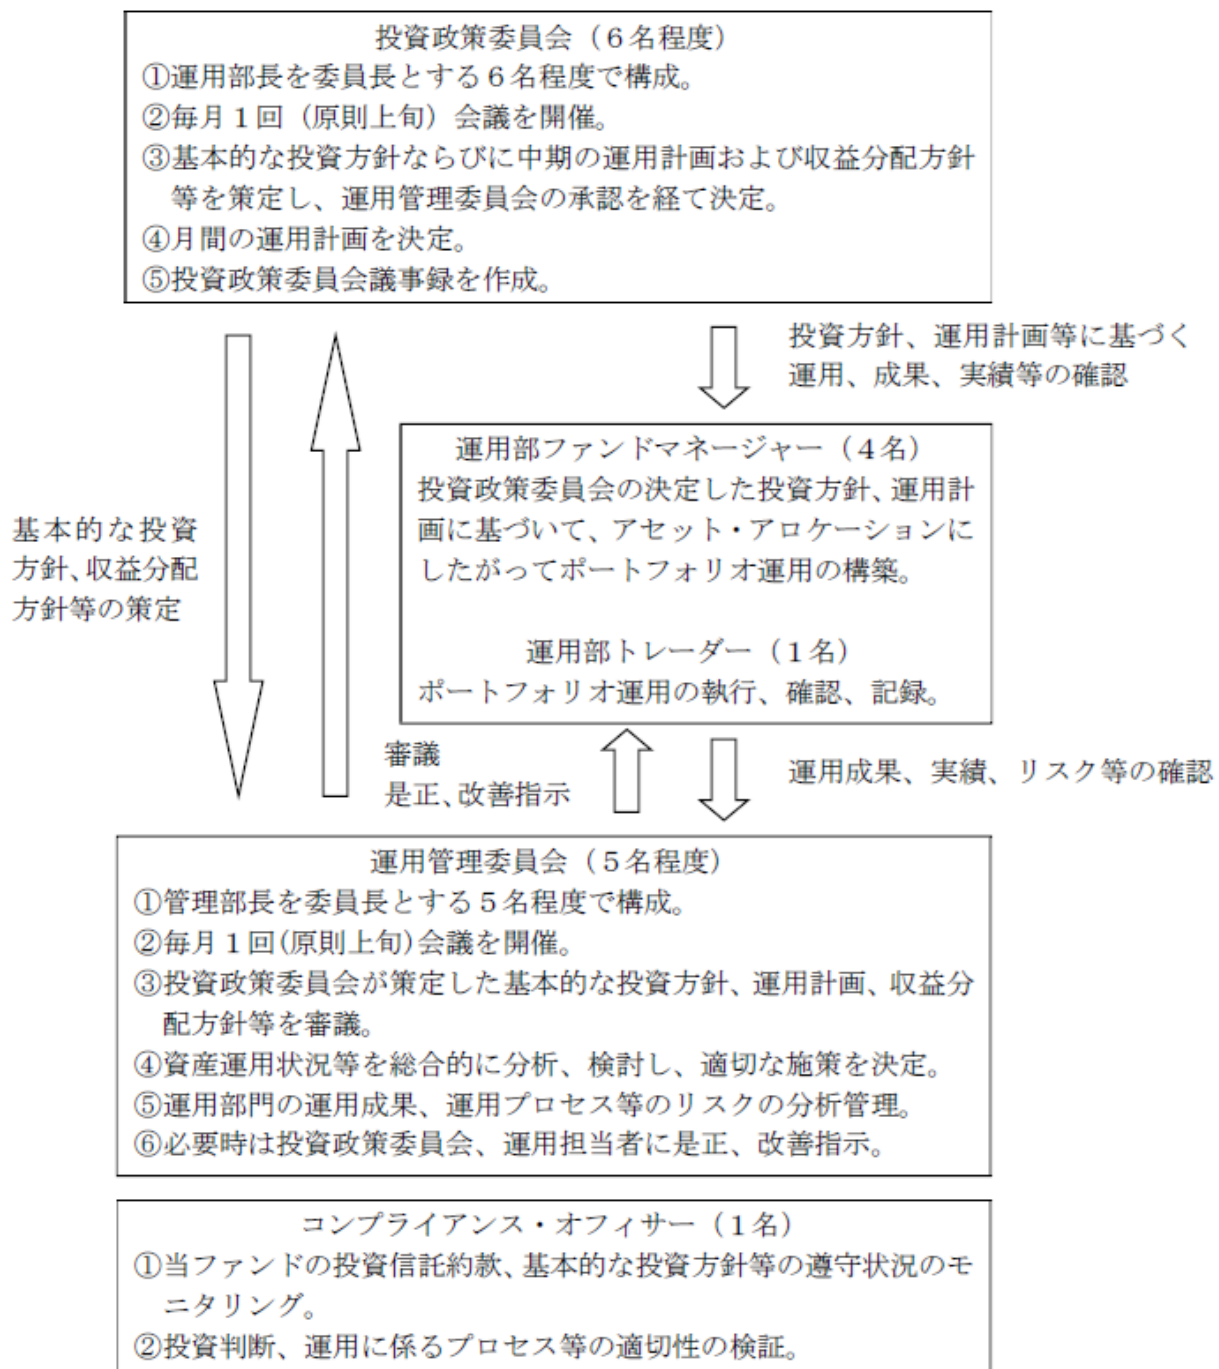 投資政策委員会（６名程度）
①運用部長を委員長とする６名程度で構成。
②毎月１回（原則上旬）会議を開催。
③基本的な投資方針ならびに中期の運用計画および収益分配方針
等を策定し、運用管理委員会の承認を経て決定。
④月間の運用計画を決定。
⑤投資政策委員会議事録を作成。
投資方針、運用計画等に基づく
運用、成果、実績等の確認
運用部ファンドマネージャー（４名）
投資政策委員会の決定した投資方針、運用計
画に基づいて、アセット・アロケーションに
したがってポートフォリオ運用の構築。
運用部トレーダー（１名）
ポートフォリオ運用の執行、確認、記録。
基本的な投資
方針、収益分配
方針等の策定
審議
是正、改善指示
運用成果、実績、リスク等の確認
運用管理委員会（５名程度）
①管理部長を委員長とする５名程度で構成。
②毎月１回(原則上旬)会議を開催。
③投資政策委員会が策定した基本的な投資方針、運用計画、収益分
配方針等を審議。
④資産運用状況等を総合的に分析、検討し、適切な施策を決定。
⑤運用部門の運用成果、運用プロセス等のリスクの分析管理。
⑥必要時は投資政策委員会、運用担当者に是正、改善指示。
コンプライアンス・オフィサー（１名）
①当ファンドの投資信託約款、基本的な投資方針等の遵守状況のモ
ニタリング。
②投資判断、運用に係るプロセス等の適切性の検証。